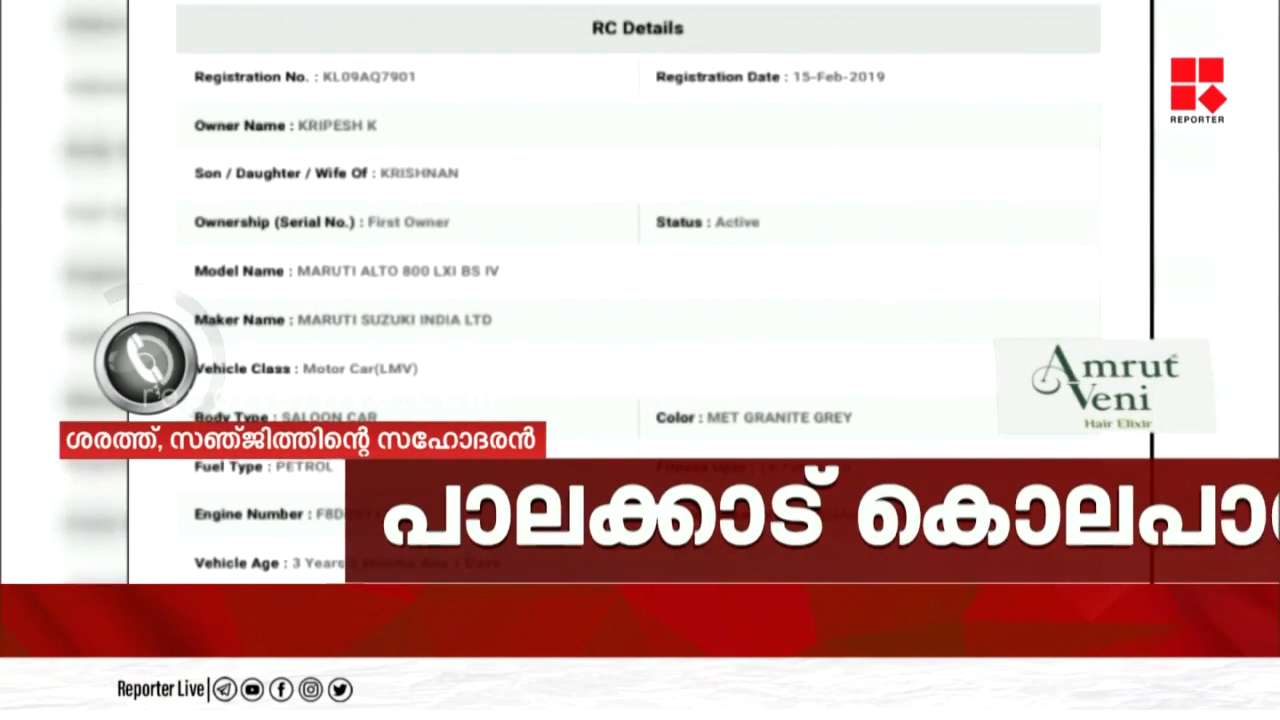 RC Details
Registration No. : KL09AQ7901 Registration Date : 15-Feb-2019
REPORTER
Owner Name : KRIPESH K
Son / Daughter / Wife Of : KRISHNAN
Ownership (Serial No.) : First Owner Status : Active
Model Name : MARUTI ALTO 800 LXI BS IV
Maker Name : MARUTI SUZUKI INDIA LTD
Vehicle Class : Motor Car(LMV)
Amrut
Veni
Hair Elixir
Body Type : SALOON CAR Color : MET GRANITE GREY
ശരത്ത്, സഞ്ജിത്തിന്റെ സഹോദരൻ
Fuel Type : PETROL
പാലക്കാട്
Engine Number :
Vehicle Age : 3 Years
Reporter Live